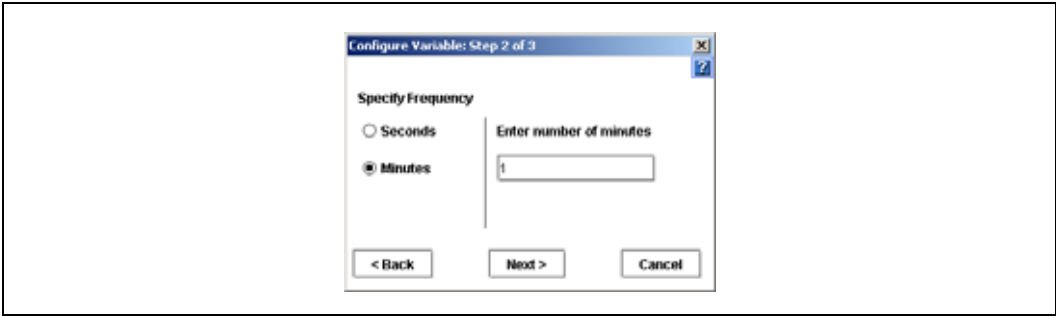 Configure Variable: Step 2 of 3
?
Specify Frequency
Seconds
Enter number of minutes
Minutes
1
< Back
Next >
Cancel